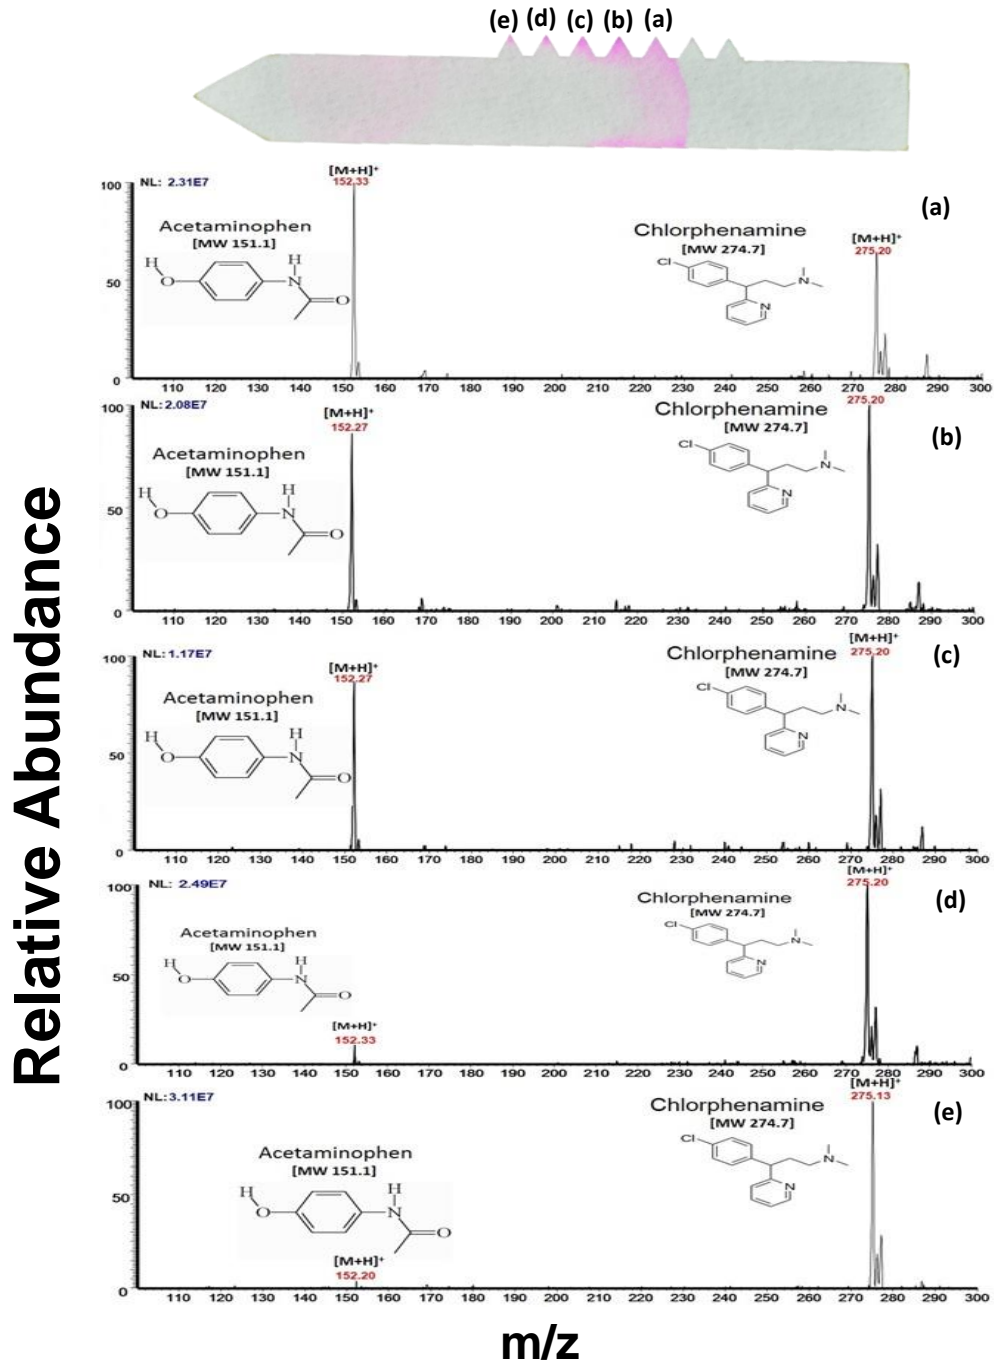 (e) (d) (c) (b) (a)
Relative Abundance
NL: 2.31E7
[M+H]⁺
152.33
(a)
Acetaminophen
[MW 151.1]
H
O
H
N
O
Chlorphenamine
[MW 274.7]
Cl
N
N
[M+H]⁺
275.20
100
50
0
110 120 130 140 150 160 170 180 190 200 210 220 230 240 250 260 270 280 290 300
NL:2.08E7
[M+H]⁺
152.27
(b)
Acetaminophen
[MW 151.1]
H
O
H
N
O
Chlorphenamine
[MW 274.7]
Cl
N
N
275.20
100
50
0
110 120 130 140 150 160 170 180 190 200 210 220 230 240 250 260 270 280 290 300
NL:1.17E7
[M+H]⁺
152.27
(c)
Acetaminophen
[MW 151.1]
H
O
H
N
O
Chlorphenamine
[MW 274.7]
Cl
N
N
[M+H]⁺
275.20
100
50
0
110 120 130 140 150 160 170 180 190 200 210 220 230 240 250 260 270 280 290 300
NL: 2.49E7
(d)
Acetaminophen
[MW 151.1]
H
O
H
N
O
[M+H]⁺
152.33
Chlorphenamine
[MW 274.7]
Cl
N
N
[M+H]⁺
275.20
100
50
0
110 120 130 140 150 160 170 180 190 200 210 220 230 240 250 260 270 280 290 300
NL:3.11E7
(e)
Acetaminophen
[MW 151.1]
H
O
H
N
O
[M+H]⁺
152.20
Chlorphenamine
[MW 274.7]
Cl
N
N
[M+H]⁺
275.13
100
50
0
110 120 130 140 150 160 170 180 190 200 210 220 230 240 250 260 270 280 290 300
m/z